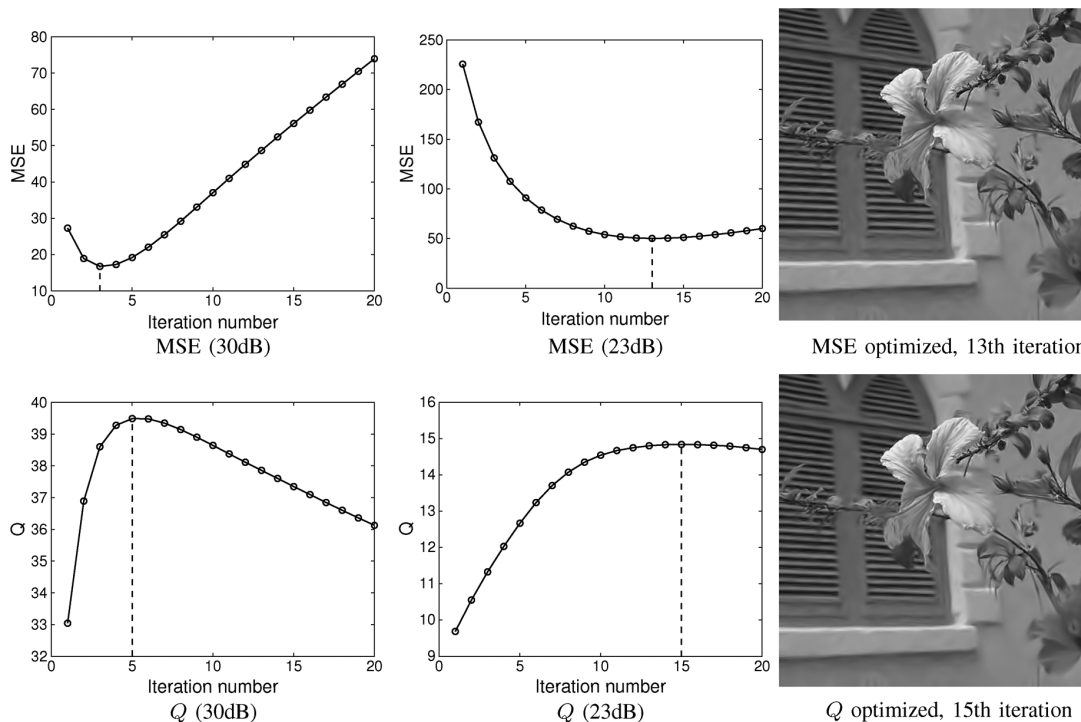 80
70
60
50
40
30
20
10
0 5 10 15 20
MSE
Iteration number
MSE (30dB)
250
200
150
100
50
0
0 5 10 15 20
MSE
Iteration number
MSE (23dB)
MSE optimized, 13th iteration
40
39
38
37
36
35
34
33
32
0 5 10 15 20
Q
Iteration number
Q (30dB)
16
15
14
13
12
11
10
9
0 5 10 15 20
Q
Iteration number
Q (23dB)
Q optimized, 15th iteration